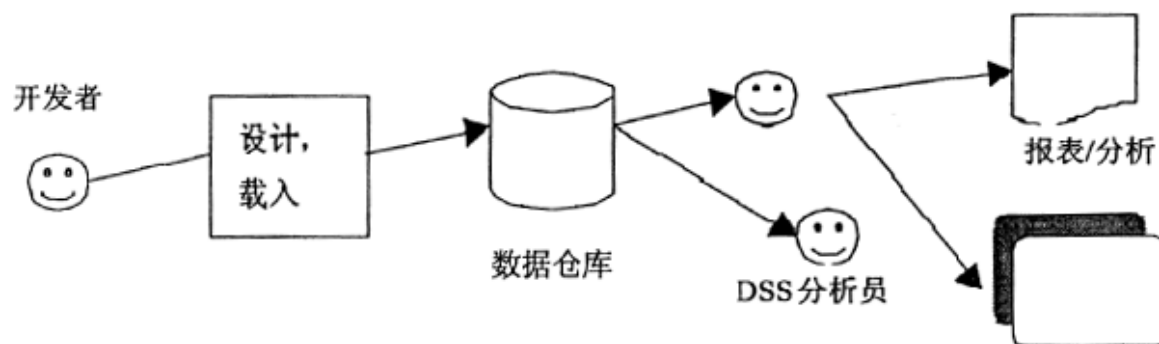 开发者
设计,
载入
数据仓库
DSS分析员
报表/分析